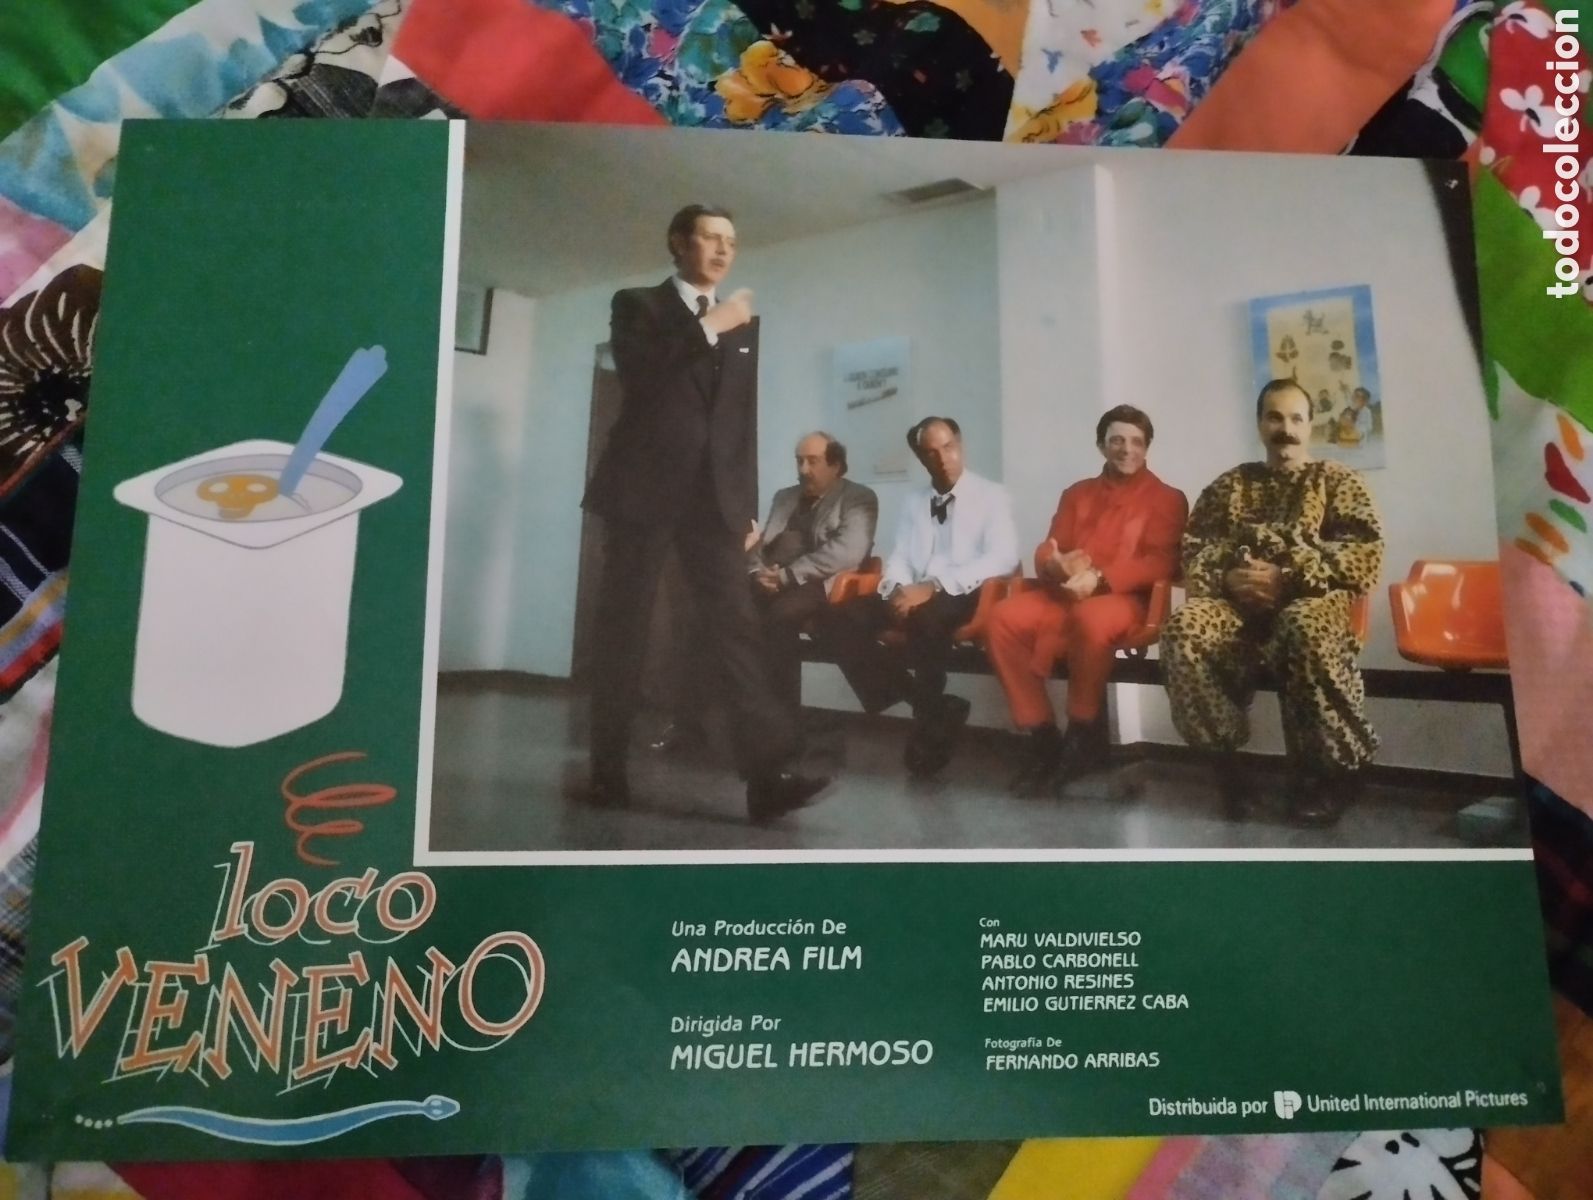 todocoleccion
loco
VENENO
Una Producción De
ANDREA FILM
Dirigida Por
MIGUEL HERMOSO
Con
MARU VALDIVIELSO
PABLO CARBONELL
ANTONIO RESINES
EMILIO GUTIERREZ CABA
Fotografía De
FERNANDO ARRIBAS
Distribuida por UIP United International Pictures